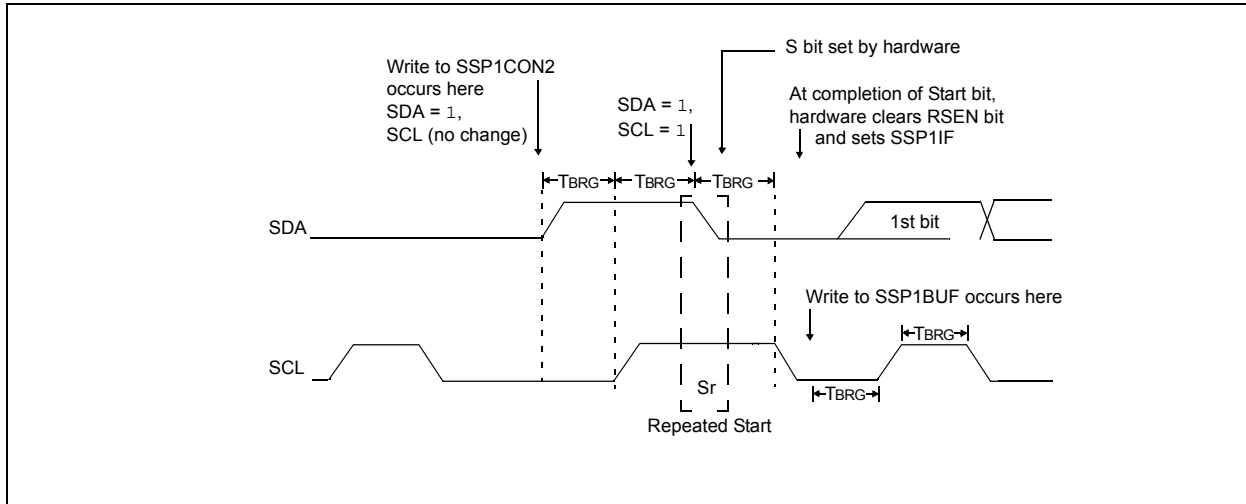 S bit set by hardware
Write to SSP1CON2
occurs here
SDA = 1,
SCL (no change)
SDA = 1,
SCL = 1
At completion of Start bit,
hardware clears RSEN bit
and sets SSP1IF
TBRG
TBRG
TBRG
SDA
1st bit
Write to SSP1BUF occurs here
TBRG
SCL
Sr
TBRG
Repeated Start